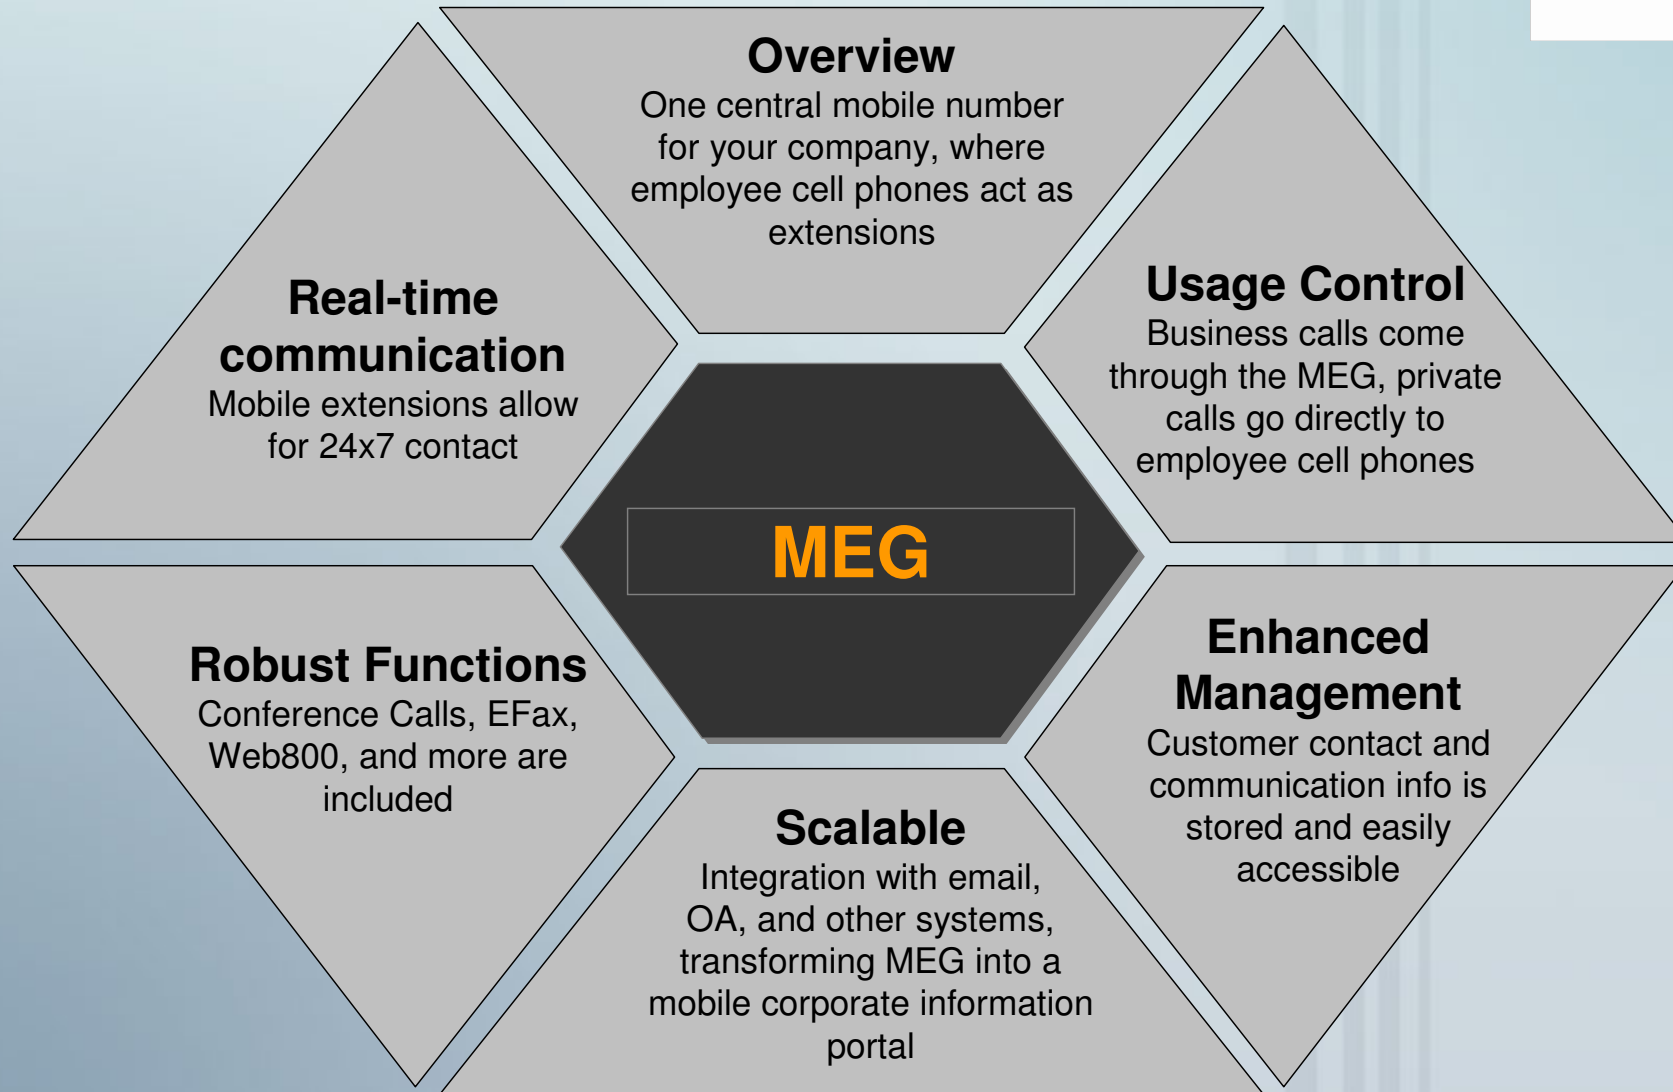 Overview
One central mobile number
for your company, where
employee cell phones act as
extensions
Real-time
communication
Mobile extensions allow
for 24x7 contact
Usage Control
Business calls come
through the MEG, private
calls go directly to
employee cell phones
MEG
Robust Functions
Conference Calls, EFax,
Web800, and more are
included
Enhanced
Management
Customer contact and
communication info is
stored and easily
accessible
Scalable
Integration with email,
OA, and other systems,
transforming MEG into a
mobile corporate information
portal